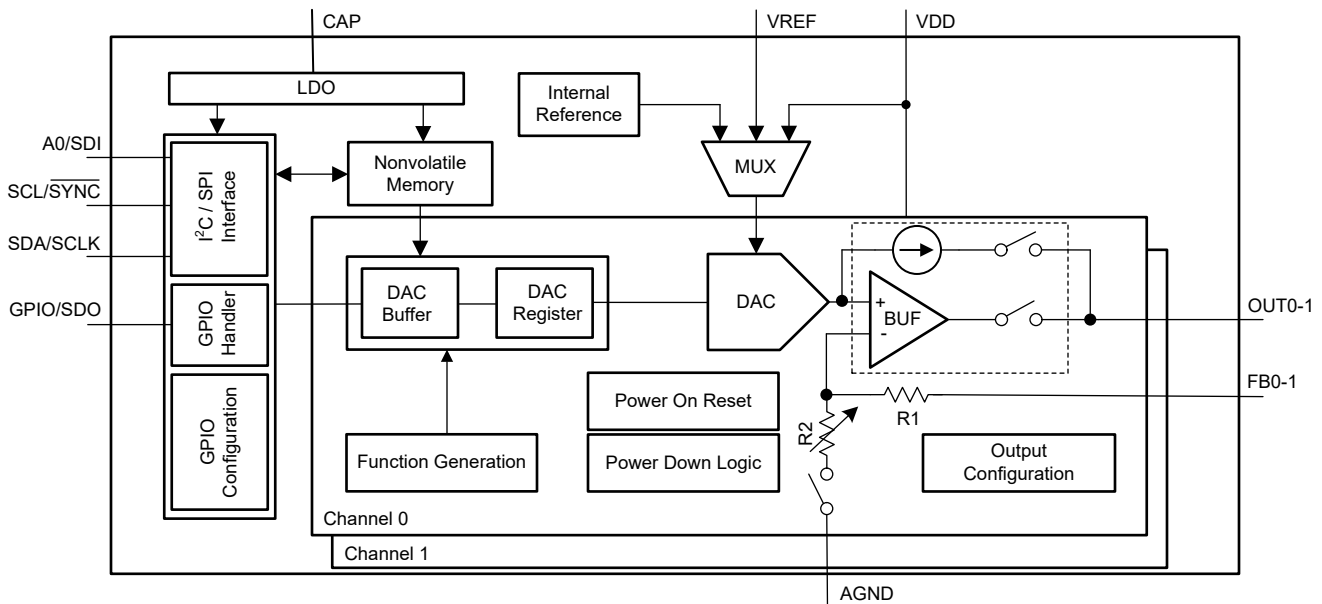 CAP
VREF
VDD
LDO
Internal
Reference
A0/SDI
SCL/SYNC
SDA/SCLK
GPIO/SDO
I²C / SPI
Interface
GPIO
Handler
GPIO
Configuration
Nonvolatile
Memory
MUX
DAC
Buffer
DAC
Register
DAC
+
BUF
-
OUT0-1
FB0-1
R1
R2
Function Generation
Power On Reset
Power Down Logic
Output
Configuration
Channel 0
Channel 1
AGND